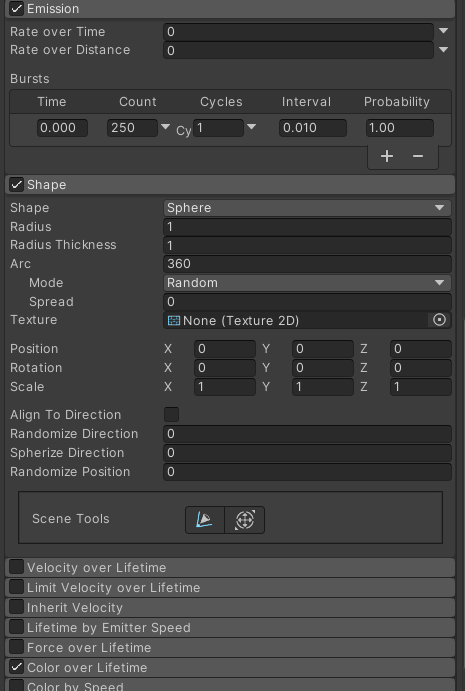 Emission
Rate over Time 0
Rate over Distance 0
Bursts
Time Count Cycles Interval Probability
0.000 250 Cy 1 0.010 1.00
+ −
Shape
Shape Sphere
Radius 1
Radius Thickness 1
Arc 360
Mode Random
Spread 0
Texture None (Texture 2D)
Position X 0 Y 0 Z 0
Rotation X 0 Y 0 Z 0
Scale X 1 Y 1 Z 1
Align To Direction
Randomize Direction 0
Spherize Direction 0
Randomize Position 0
Scene Tools
Velocity over Lifetime
Limit Velocity over Lifetime
Inherit Velocity
Lifetime by Emitter Speed
Force over Lifetime
Color over Lifetime
Color by Speed